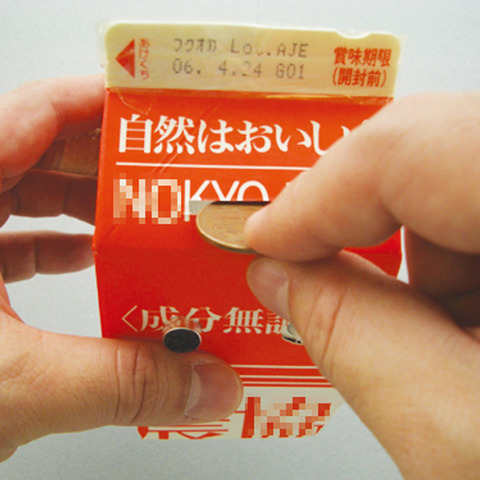 あけくち
フクオカ Lot.AJE
06. 4.24 G01
賞味期限
(開封前)
自然はおいしい
NOKYO
〈成分無調